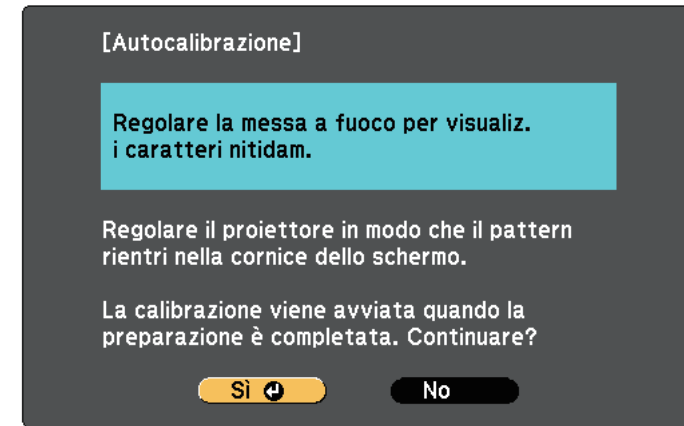 [Autocalibrazione]
Regolare la messa a fuoco per visualiz.
i caratteri nitidam.
Regolare il proiettore in modo che il pattern
rientri nella cornice dello schermo.
La calibrazione viene avviata quando la
preparazione è completata. Continuare?
Sì No